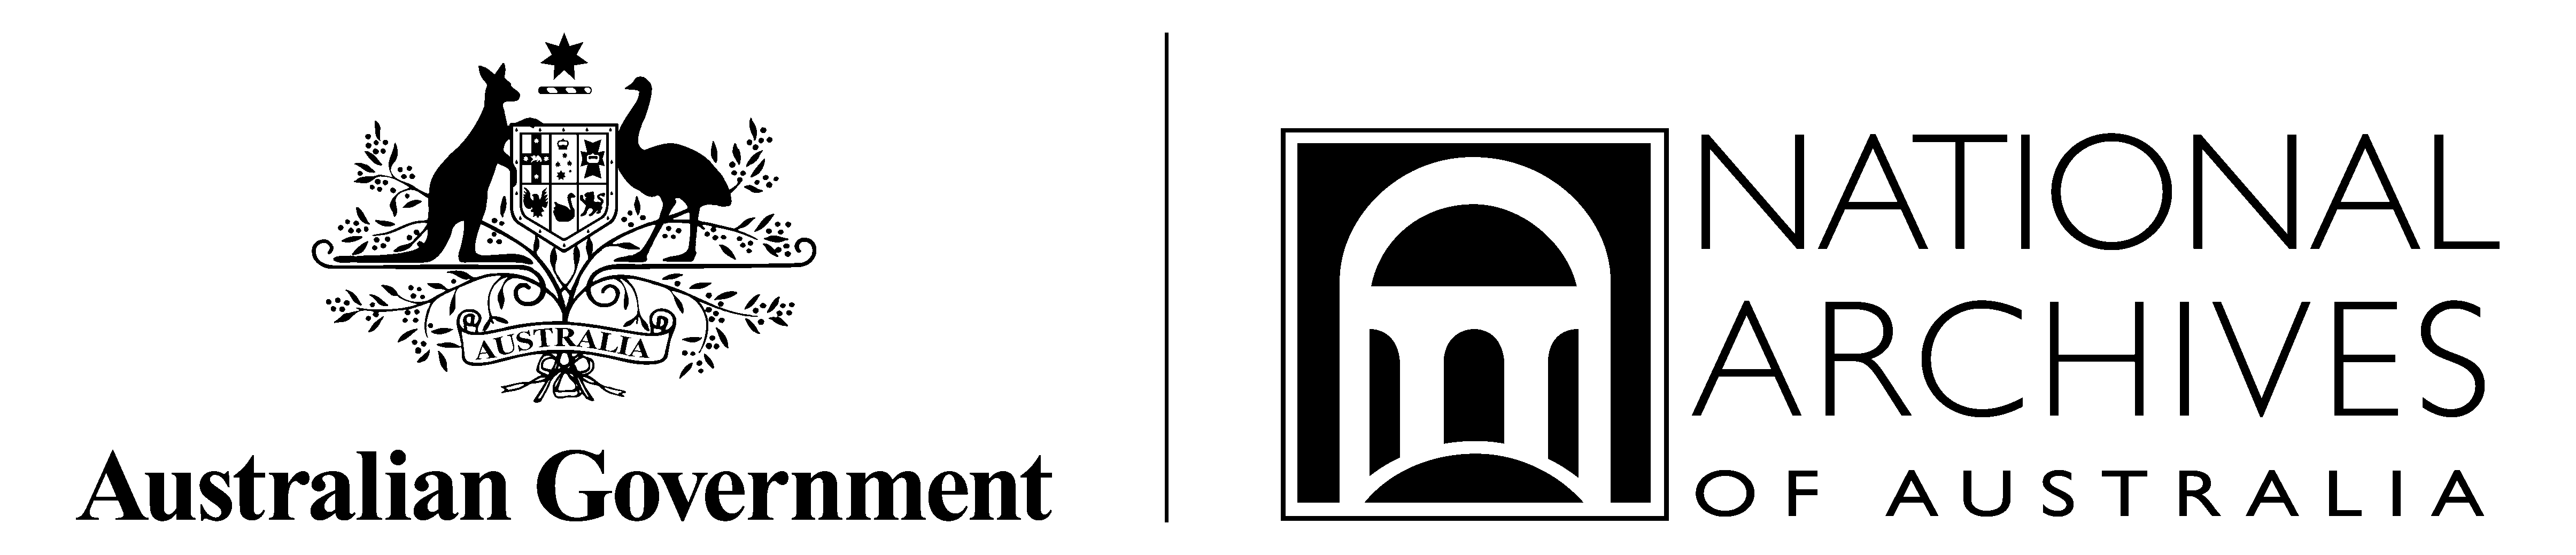 AUSTRALIA
Australian Government
NATIONAL
ARCHIVES
OF AUSTRALIA